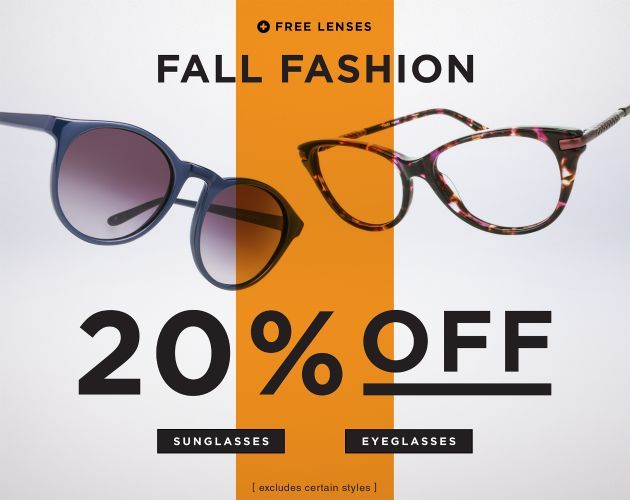 FREE LENSES
FALL FASHION
20% OFF
SUNGLASSES
EYEGLASSES
[ excludes certain styles ]